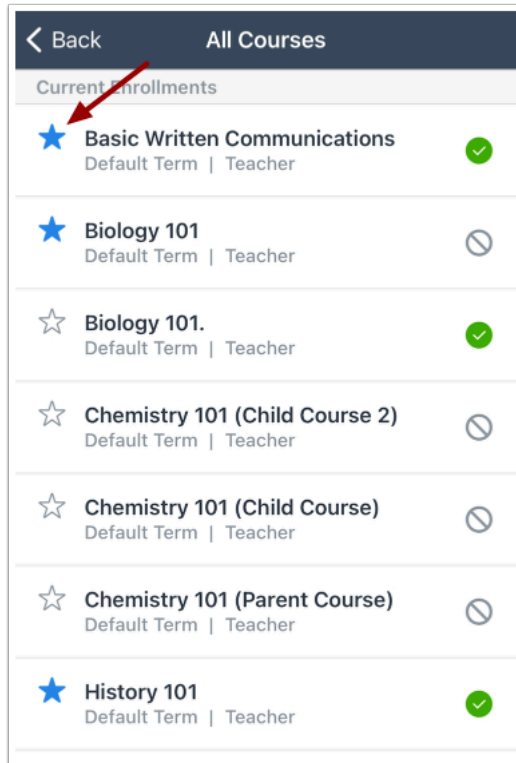 Back All Courses
Current Enrollments
Basic Written Communications
Default Term | Teacher
Biology 101
Default Term | Teacher
Biology 101.
Default Term | Teacher
Chemistry 101 (Child Course 2)
Default Term | Teacher
Chemistry 101 (Child Course)
Default Term | Teacher
Chemistry 101 (Parent Course)
Default Term | Teacher
History 101
Default Term | Teacher